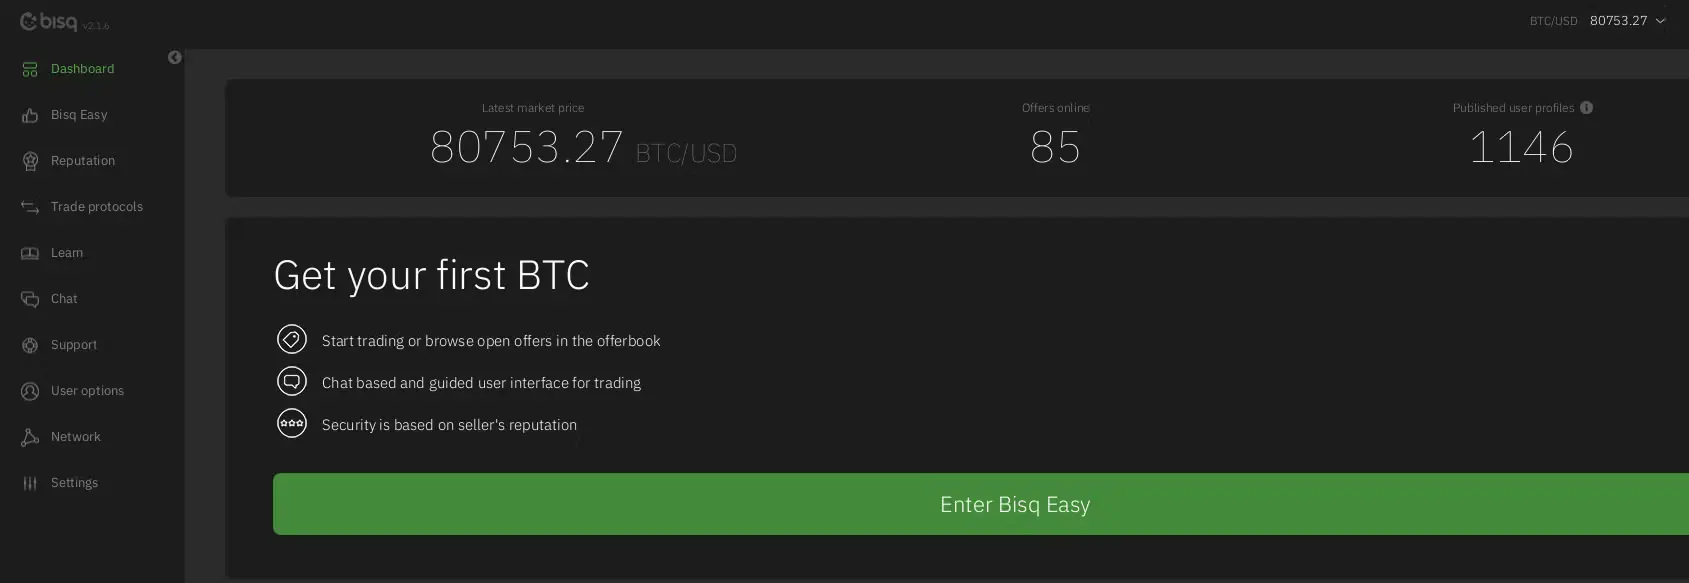 bisq v2.1.6
BTC/USD 80753.27
Dashboard
Bisq Easy
Reputation
Trade protocols
Learn
Chat
Support
User options
Network
Settings
Latest market price
80753.27 BTC/USD
Offers online
85
Published user profiles
1146
Get your first BTC
Start trading or browse open offers in the offerbook
Chat based and guided user interface for trading
Security is based on seller's reputation
Enter Bisq Easy